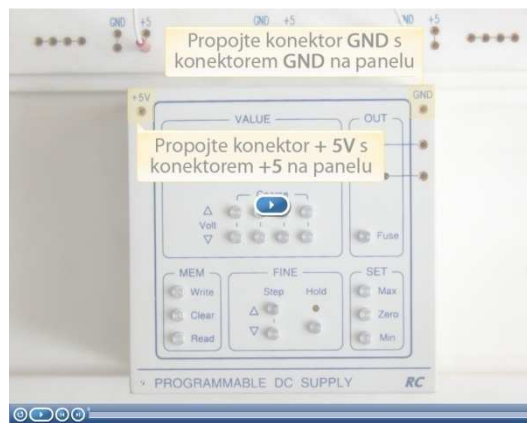 GND +5 GND +5 GND +5
Propojte konektor GND s
konektorem GND na panelu
+5V GND
VALUE OUT
Propojte konektor + 5V s
konektorem +5 na panelu
Volt
Fuse
MEM FINE SET
Write Step Hold Max
Clear Zero
Read Min
PROGRAMMABLE DC SUPPLY RC